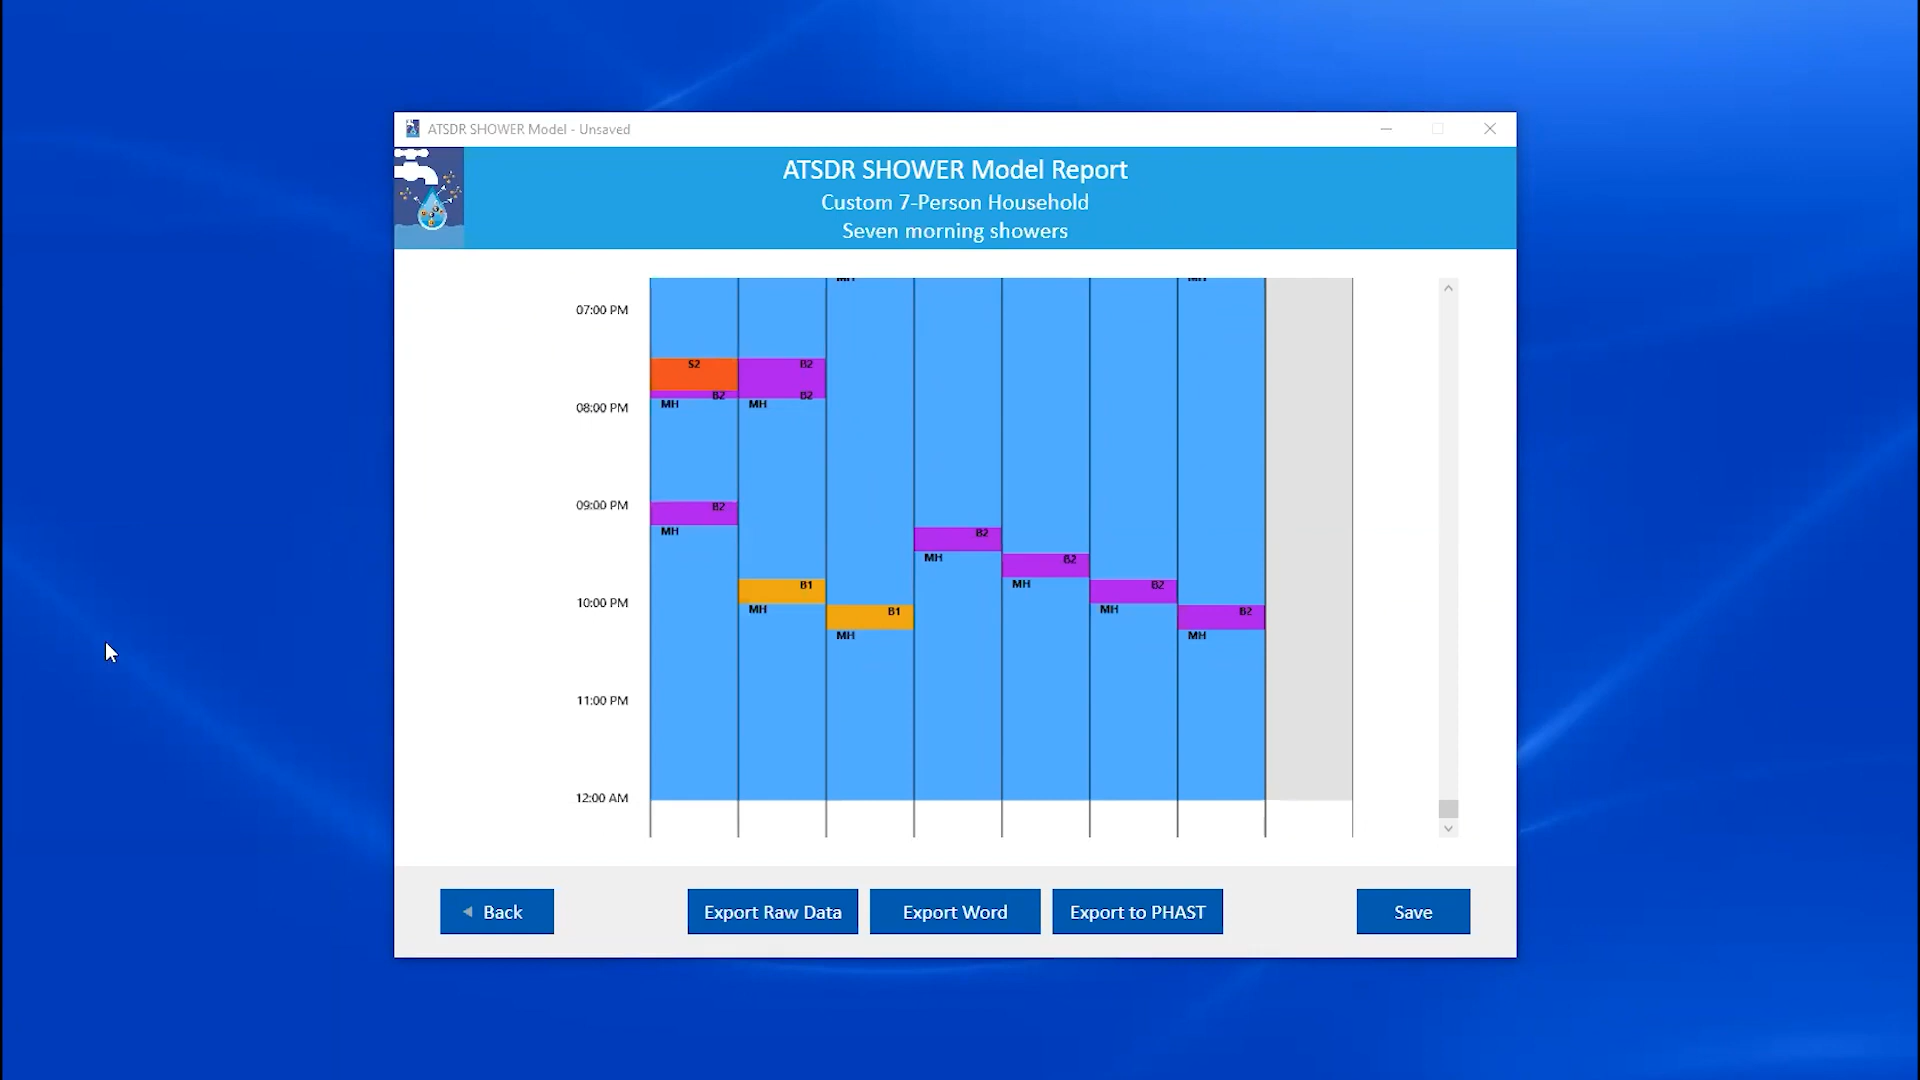 ATSDR SHOWER Model - Unsaved
ATSDR SHOWER Model Report
Custom 7-Person Household
Seven morning showers
MH MH
07:00 PM
S2 B2
B2 B2
MH MH
08:00 PM
09:00 PM
B2
MH
B2
MH
B2
MH
B1 B2
10:00 PM
MH MH
B1 B2
MH MH
11:00 PM
12:00 AM
Back
Export Raw Data
Export Word
Export to PHAST
Save